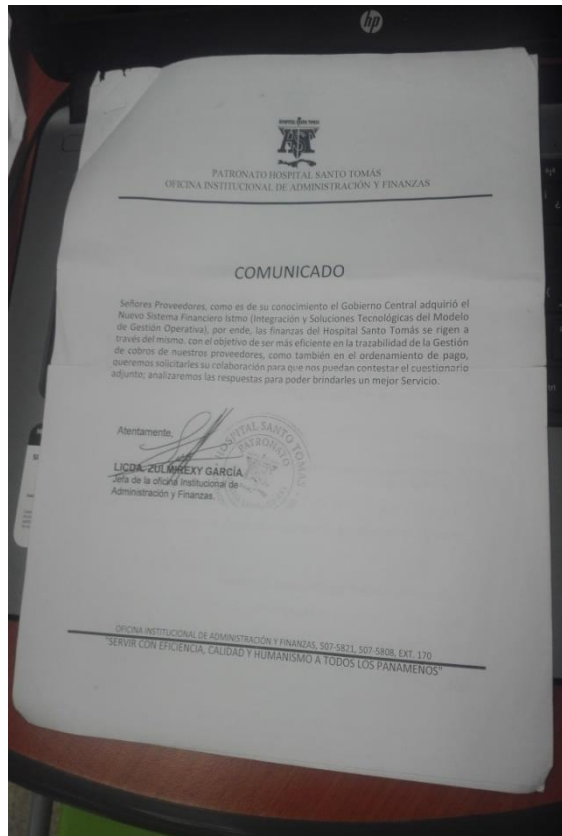 hp
PATRONATO HOSPITAL SANTO TOMÁS
OFICINA INSTITUCIONAL DE ADMINISTRACIÓN Y FINANZAS
COMUNICADO
Señores Proveedores, como es de su conocimiento el Gobierno Central adquirió el
Nuevo Sistema Financiero Istmo (Integración y Soluciones Tecnológicas del Modelo
de Gestión Operativa), por ende, las finanzas del Hospital Santo Tomás se rigen a
través del mismo, con el objetivo de ser más eficiente en la trazabilidad de la Gestión
de cobros de nuestros proveedores, como también en el ordenamiento de pago,
queremos solicitarles su colaboración para que nos puedan contestar el cuestionario
adjunto; analizaremos las respuestas para poder brindarles un mejor Servicio.
Atentamente,
HOSPITAL SANTO TOMÁS
PATRONATO
LICDA. ZULMIREXY GARCÍA
Jefa de la oficina Institucional de
Administración y Finanzas.
OFICINA INSTITUCIONAL DE ADMINISTRACIÓN Y FINANZAS, 507-5821, 507-5808, EXT. 170
"SERVIR CON EFICIENCIA, CALIDAD Y HUMANISMO A TODOS LOS PANAMEÑOS"